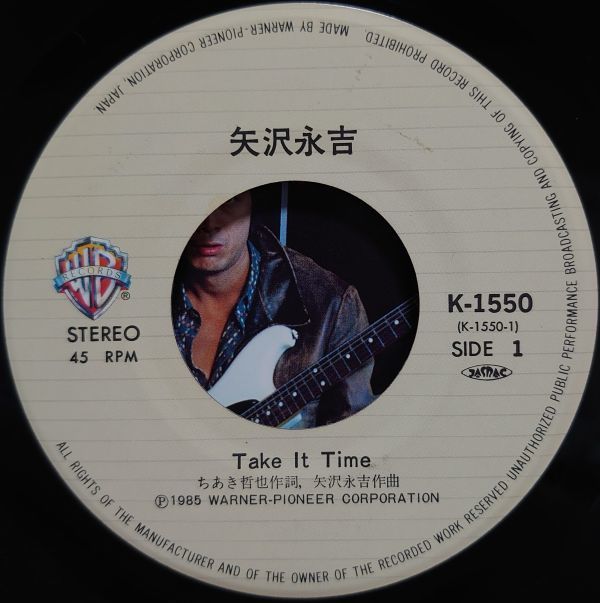 MADE BY WARNER-PIONEER CORPORATION, JAPAN
矢沢永吉
WB
RECORDS
®
STEREO
45 RPM
K-1550
(K-1550-1)
SIDE 1
JASRAC
Take It Time
ちあき哲也作詞, 矢沢永吉作曲
Ⓟ1985 WARNER-PIONEER CORPORATION
ALL RIGHTS OF THE MANUFACTURER AND OF THE OWNER OF THE RECORDED WORK RESERVED UNAUTHORIZED PUBLIC PERFORMANCE BROADCASTING AND COPYING OF THIS RECORD PROHIBITED